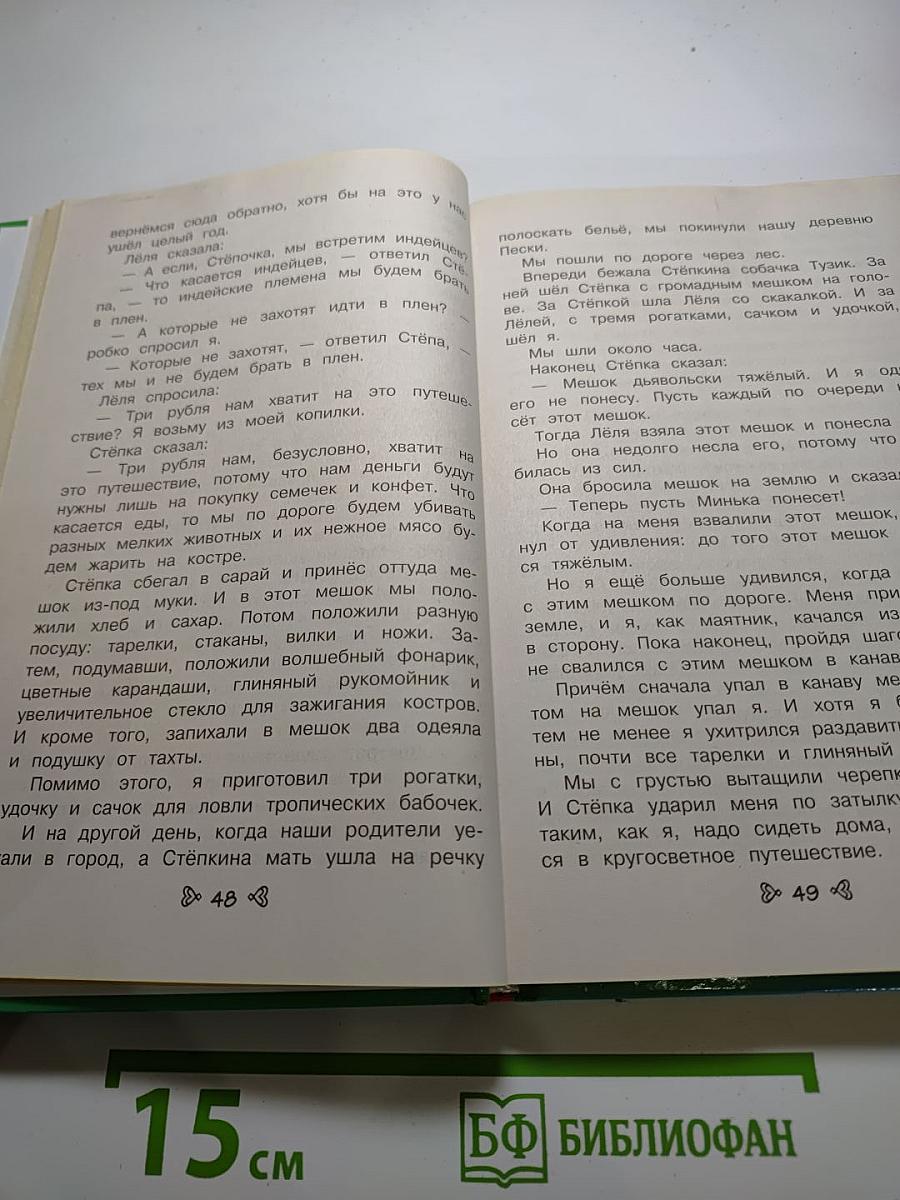 вернёмся сюда обратно, хотя бы на это у нас
ушёл целый год.
Лёля сказала:
— А если, Стёпочка, мы встретим индейцев?
— Что касается индейцев, — ответил Стё-
па, — то индейские племена мы будем брать
в плен.
— А которые не захотят идти в плен? —
робко спросил я.
— Которые не захотят, — ответил Стёпа, —
тех мы и не будем брать в плен.
Лёля спросила:
— Три рубля нам хватит на это путеше-
ствие? Я возьму из моей копилки.
Стёпка сказал:
— Три рубля нам, безусловно, хватит на
это путешествие, потому что нам деньги будут
нужны лишь на покупку семечек и конфет. Что
касается еды, то мы по дороге будем убивать
разных мелких животных и их нежное мясо бу-
дем жарить на костре.
Стёпка сбегал в сарай и принёс оттуда ме-
шок из-под муки. И в этот мешок мы поло-
жили хлеб и сахар. Потом положили разную
посуду: тарелки, стаканы, вилки и ножи. За-
тем, подумавши, положили волшебный фонарик,
цветные карандаши, глиняный рукомойник и
увеличительное стекло для зажигания костров.
И кроме того, запихали в мешок два одеяла
и подушку от тахты.
Помимо этого, я приготовил три рогатки,
удочку и сачок для ловли тропических бабочек.
И на другой день, когда наши родители уе-
али в город, а Стёпкина мать ушла на речку
48
полоскать бельё, мы покинули нашу деревню
Пески.
Мы пошли по дороге через лес.
Впереди бежала Стёпкина собачка Тузик. За
ней шёл Стёпка с громадным мешком на голо-
ве. За Стёпкой шла Лёля со скакалкой. И за
Лёлей, с тремя рогатками, сачком и удочкой,
шёл я.
Мы шли около часа.
Наконец Стёпка сказал:
— Мешок дьявольски тяжёлый. И я од
его не понесу. Пусть каждый по очереди н
сёт этот мешок.
Тогда Лёля взяла этот мешок и понесла
Но она недолго несла его, потому что
билась из сил.
Она бросила мешок на землю и сказал
— Теперь пусть Минька понесет!
Когда на меня взвалили этот мешок,
нул от удивления: до того этот мешок
ся тяжёлым.
Но я ещё больше удивился, когда
с этим мешком по дороге. Меня при
земле, и я, как маятник, качался из
в сторону. Пока наконец, пройдя шаго
не свалился с этим мешком в канав
Причём сначала упал в канаву ме
том на мешок упал я. И хотя я б
тем не менее я ухитрился раздавить
ны, почти все тарелки и глиняный
Мы с грустью вытащили черепк
И Стёпка ударил меня по затылку
таким, как я, надо сидеть дома,
ся в кругосветное путешествие.
49
15 см
БФ БИБЛИОФАН